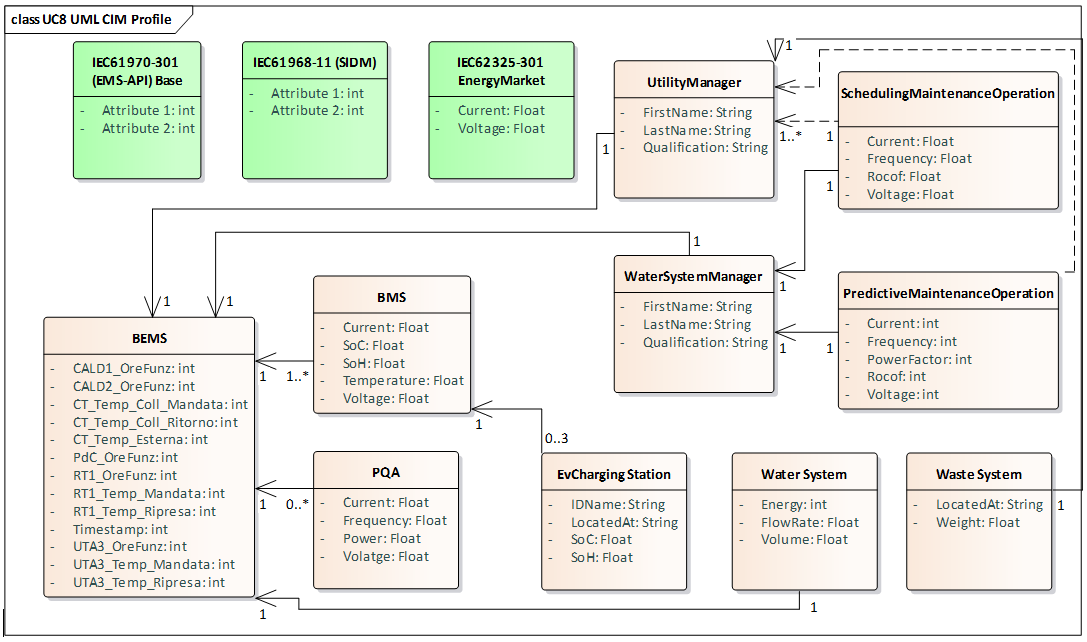 class UC8 UML CIM Profile
IEC61970-301
(EMS-API) Base
- Attribute 1: int
- Attribute 2: int
IEC61968-11 (SIDM)
- Attribute 1: int
- Attribute 2: int
IEC62325-301
EnergyMarket
- Current: Float
- Voltage: Float
UtilityManager
- FirstName: String
- LastName: String
- Qualification: String
1
1..*
1
SchedulingMaintenanceOperation
- Current: Float
- Frequency: Float
- Rocof: Float
- Voltage: Float
1
1
WaterSystemManager
- FirstName: String
- LastName: String
- Qualification: String
1
1
1
PredictiveMaintenanceOperation
- Current: int
- Frequency: int
- PowerFactor: int
- Rocof: int
- Voltage: int
1
BEMS
- CALD1_OreFunz: int
- CALD2_OreFunz: int
- CT_Temp_Coll_Mandata: int
- CT_Temp_Coll_Ritorno: int
- CT_Temp_Esterna: int
- PdC_OreFunz: int
- RT1_OreFunz: int
- RT1_Temp_Mandata: int
- RT1_Temp_Ripresa: int
- Timestamp: int
- UTA3_OreFunz: int
- UTA3_Temp_Mandata: int
- UTA3_Temp_Ripresa: int
1
1
1
1..*
1
0..*
1
BMS
- Current: Float
- SoC: Float
- SoH: Float
- Temperature: Float
- Voltage: Float
1
0..3
PQA
- Current: Float
- Frequency: Float
- Power: Float
- Volatge: Float
EvCharging Station
- IDName: String
- LocatedAt: String
- SoC: Float
- SoH: Float
Water System
- Energy: int
- FlowRate: Float
- Volume: Float
1
Waste System
- LocatedAt: String
- Weight: Float
1